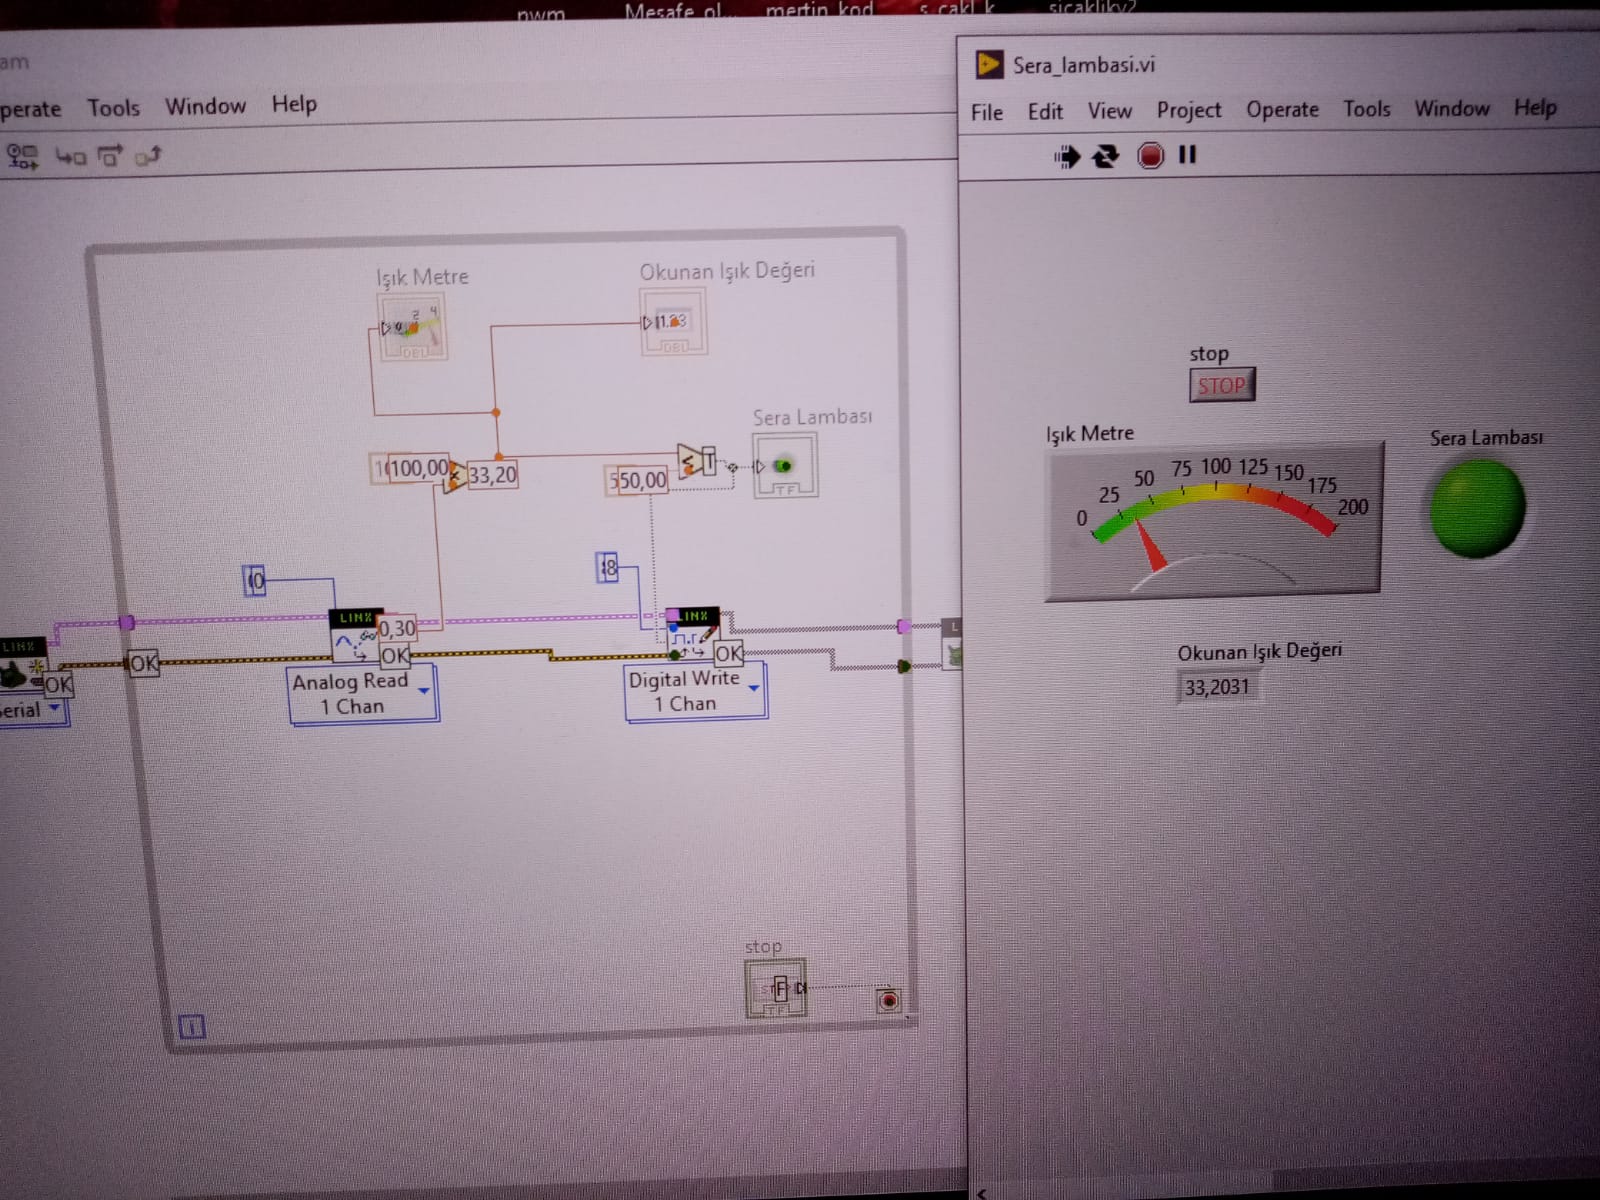 pwm
Mesafe ol...
mertin kod
s cakl k
sicaklikv2
am
perate Tools Window Help
Işık Metre
2 4
DBL
Okunan Işık Değeri
1.23
DBL
Sera Lambası
TF
100,00
33,20
50,00
0
8
LINX
LINX
0,30
OK
OK
OK
OK
erial
Analog Read
1 Chan
LINX
Digital Write
1 Chan
L
stop
F
TF
i
Sera_lambasi.vi
File Edit View Project Operate Tools Window Help
stop
STOP
Işık Metre
0 25 50 75 100 125 150 175 200
Sera Lambası
Okunan Işık Değeri
33,2031